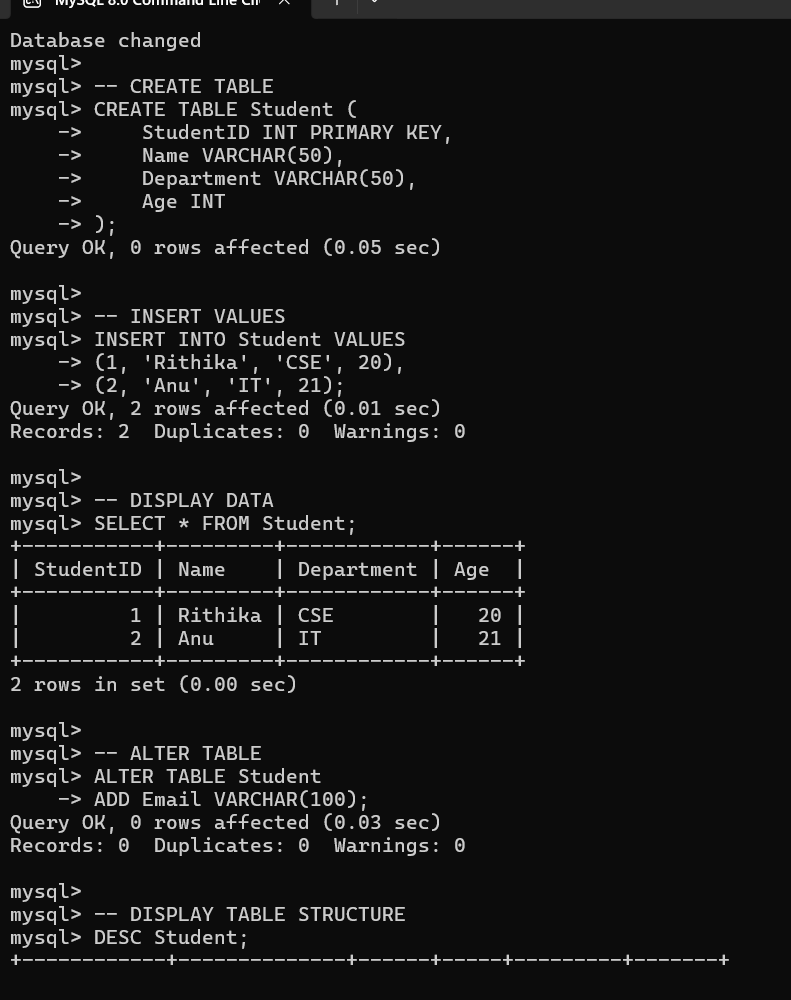 MySQL 8.0 Command Line Cli
Database changed
mysql>
mysql> -- CREATE TABLE
mysql> CREATE TABLE Student (
    ->     StudentID INT PRIMARY KEY,
    ->     Name VARCHAR(50),
    ->     Department VARCHAR(50),
    ->     Age INT
    -> );
Query OK, 0 rows affected (0.05 sec)

mysql>
mysql> -- INSERT VALUES
mysql> INSERT INTO Student VALUES
    -> (1, 'Rithika', 'CSE', 20),
    -> (2, 'Anu', 'IT', 21);
Query OK, 2 rows affected (0.01 sec)
Records: 2  Duplicates: 0  Warnings: 0

mysql>
mysql> -- DISPLAY DATA
mysql> SELECT * FROM Student;
+-----------+---------+------------+------+
| StudentID | Name    | Department | Age  |
+-----------+---------+------------+------+
|         1 | Rithika | CSE        |   20 |
|         2 | Anu     | IT         |   21 |
+-----------+---------+------------+------+
2 rows in set (0.00 sec)

mysql>
mysql> -- ALTER TABLE
mysql> ALTER TABLE Student
    -> ADD Email VARCHAR(100);
Query OK, 0 rows affected (0.03 sec)
Records: 0  Duplicates: 0  Warnings: 0

mysql>
mysql> -- DISPLAY TABLE STRUCTURE
mysql> DESC Student;
+------------+--------------+------+-----+---------+-------+